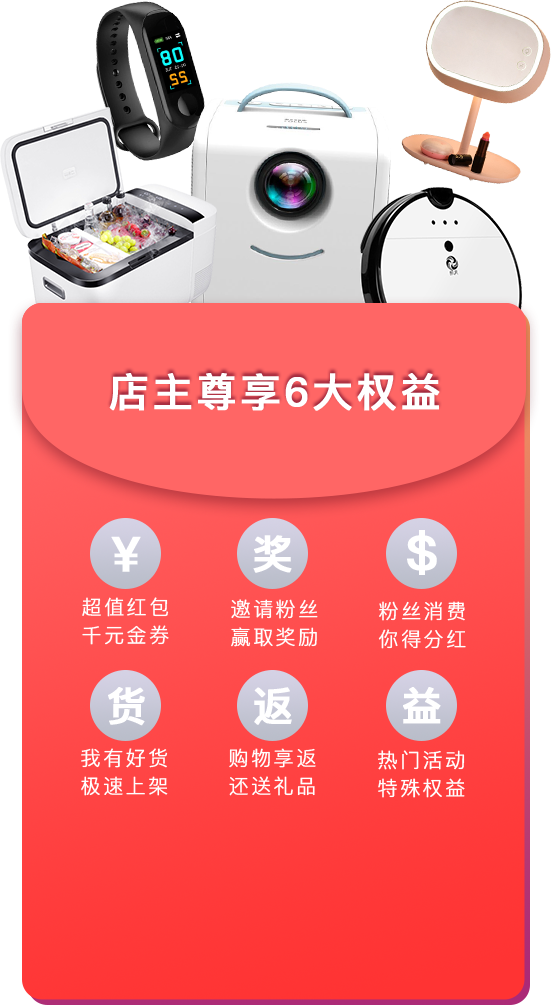 80
55
店主尊享6大权益
¥ 奖 $
超值红包 邀请粉丝 粉丝消费
千元金券 赢取奖励 你得分红
货 返 益
我有好货 购物享返 热门活动
极速上架 还送礼品 特殊权益